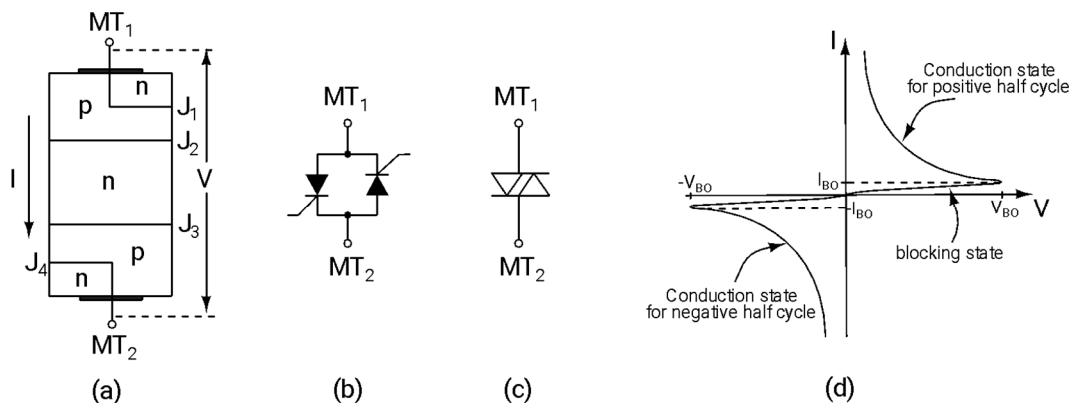 MT1
n
p
J1
J2
n
I
V
J3
p
J4
n
MT2
(a)
MT1
MT2
(b)
MT1
MT2
(c)
I
Conduction state
for positive half cycle
-VBO
IBO
-IBO
VBO
V
blocking state
Conduction state
for negative half cycle
(d)